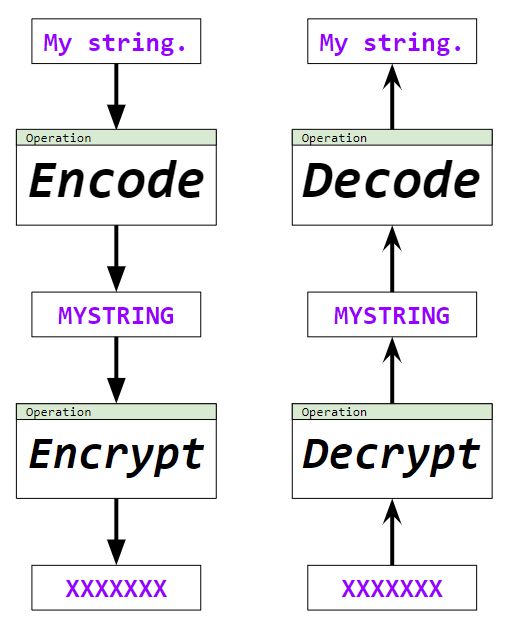 My string.
Operation
Encode
MYSTRING
Operation
Encrypt
XXXXXXX
My string.
Operation
Decode
MYSTRING
Operation
Decrypt
XXXXXXX